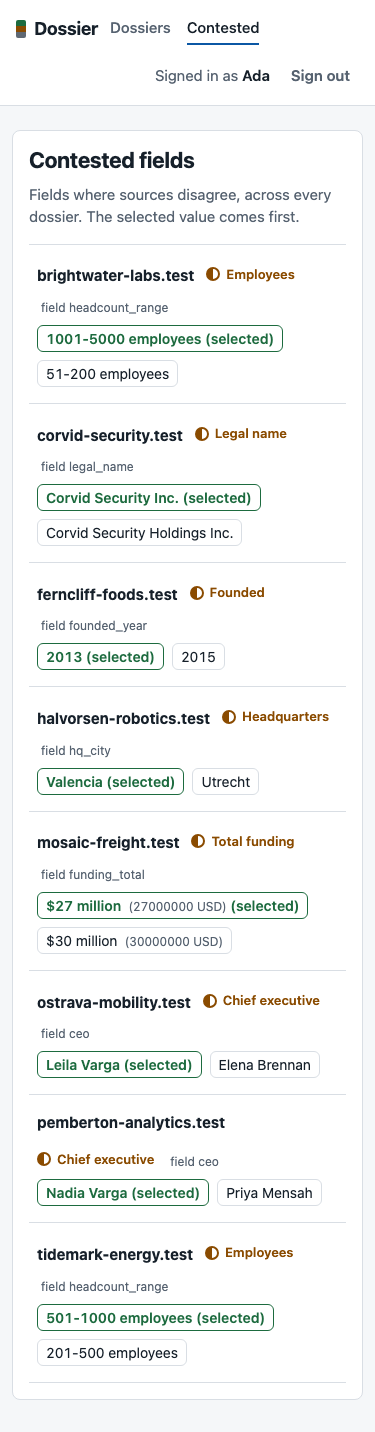 Dossier Dossiers Contested
Signed in as Ada Sign out
Contested fields
Fields where sources disagree, across every
dossier. The selected value comes first.
brightwater-labs.test Employees
field headcount_range
1001-5000 employees (selected)
51-200 employees
corvid-security.test Legal name
field legal_name
Corvid Security Inc. (selected)
Corvid Security Holdings Inc.
ferncliff-foods.test Founded
field founded_year
2013 (selected) 2015
halvorsen-robotics.test Headquarters
field hq_city
Valencia (selected) Utrecht
mosaic-freight.test Total funding
field funding_total
$27 million (27000000 USD) (selected)
$30 million (30000000 USD)
ostrava-mobility.test Chief executive
field ceo
Leila Varga (selected) Elena Brennan
pemberton-analytics.test
Chief executive field ceo
Nadia Varga (selected) Priya Mensah
tidemark-energy.test Employees
field headcount_range
501-1000 employees (selected)
201-500 employees